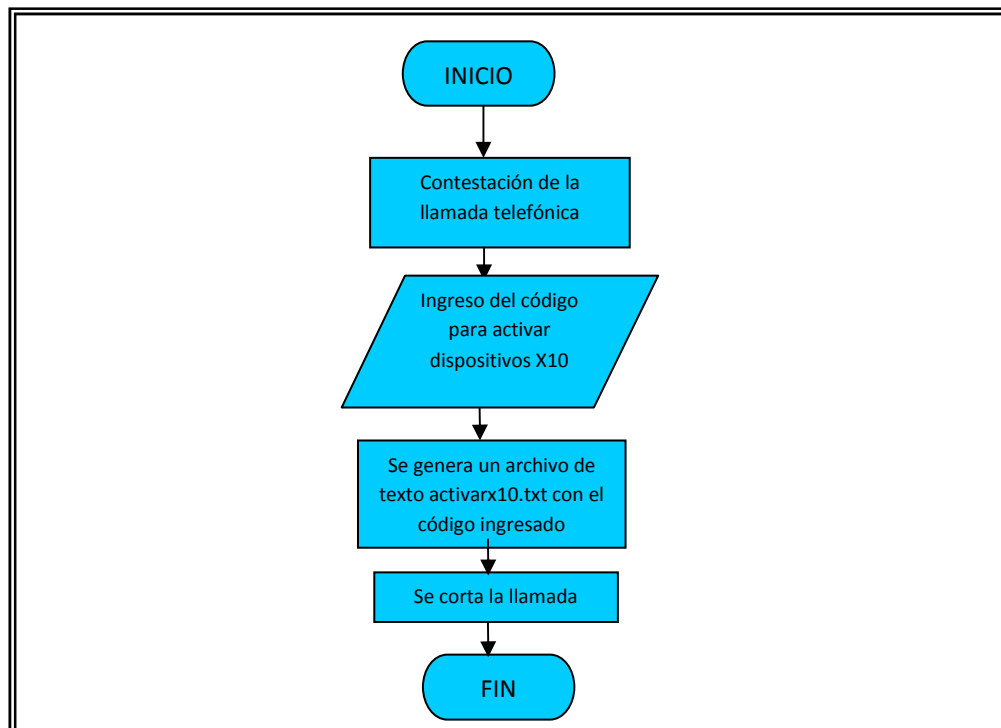 INICIO
Contestación de la
llamada telefónica
Ingreso del código
para activar
dispositivos X10
Se genera un archivo de
texto activarx10.txt con el
código ingresado
Se corta la llamada
FIN